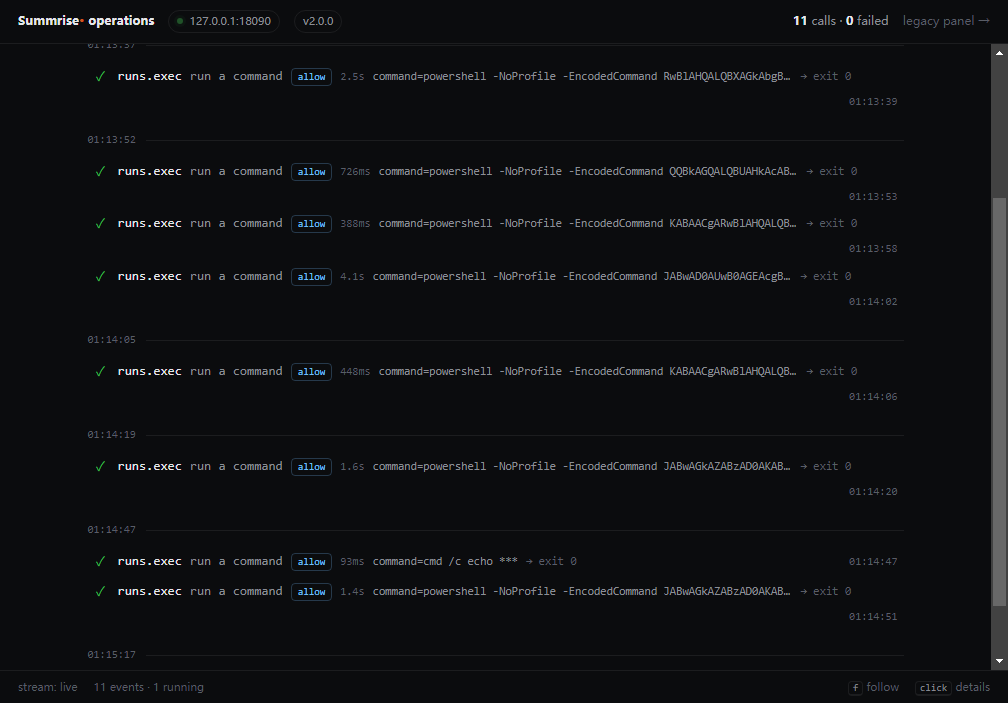 Summrise• operations 127.0.0.1:18090 v2.0.0 11 calls · 0 failed legacy panel →
01:13:37
✓ runs.exec run a command allow 2.5s command=powershell -NoProfile -EncodedCommand RwBlAHQALQBXAGkAbgB… → exit 0
01:13:39
01:13:52
✓ runs.exec run a command allow 726ms command=powershell -NoProfile -EncodedCommand QQBkAGQALQBUAHkAcAB… → exit 0
01:13:53
✓ runs.exec run a command allow 388ms command=powershell -NoProfile -EncodedCommand KABAACgARwBlAHQALQB… → exit 0
01:13:58
✓ runs.exec run a command allow 4.1s command=powershell -NoProfile -EncodedCommand JABwAD0AUwB0AGEAcgB… → exit 0
01:14:02
01:14:05
✓ runs.exec run a command allow 448ms command=powershell -NoProfile -EncodedCommand KABAACgARwBlAHQALQB… → exit 0
01:14:06
01:14:19
✓ runs.exec run a command allow 1.6s command=powershell -NoProfile -EncodedCommand JABwAGkAZABzAD0AKAB… → exit 0
01:14:20
01:14:47
✓ runs.exec run a command allow 93ms command=cmd /c echo *** → exit 0 01:14:47
✓ runs.exec run a command allow 1.4s command=powershell -NoProfile -EncodedCommand JABwAGkAZABzAD0AKAB… → exit 0
01:14:51
01:15:17
stream: live 11 events · 1 running f follow click details